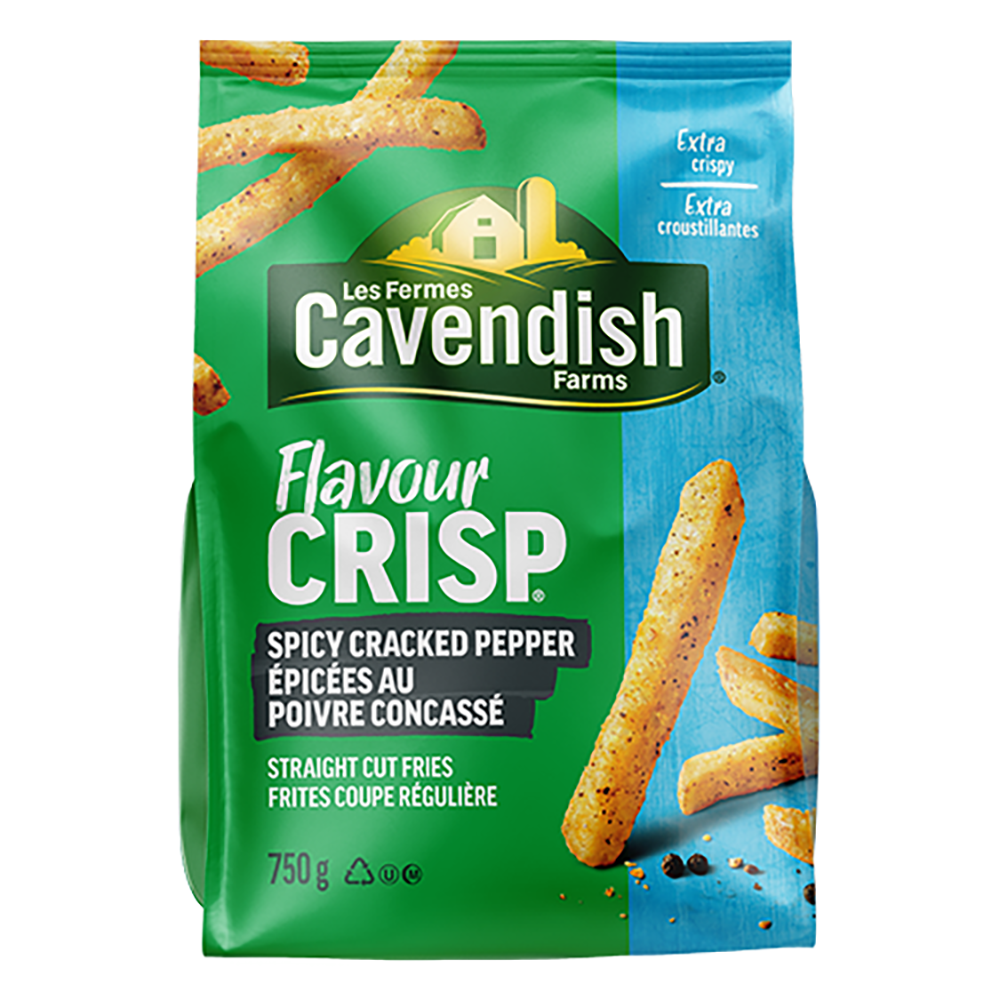 Extra
crispy
Extra
croustillantes
Les Fermes
Cavendish
Farms
®
Flavour
CRISP®
SPICY CRACKED PEPPER
ÉPICÉES AU
POIVRE CONCASSÉ
STRAIGHT CUT FRIES
FRITES COUPE RÉGULIÈRE
750 g U M